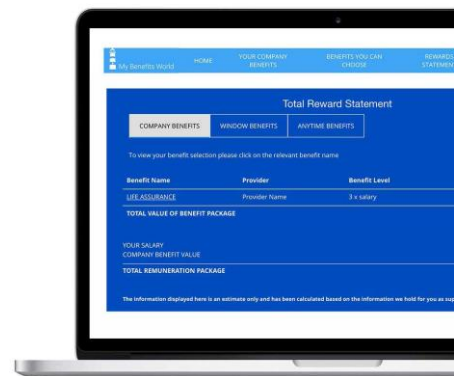 My Benefits World
HOME
YOUR COMPANY
BENEFITS
BENEFITS YOU CAN
CHOOSE
REWARDS
STATEMENT
Total Reward Statement
COMPANY BENEFITS
WINDOW BENEFITS
ANYTIME BENEFITS
To view your benefit selection please click on the relevant benefit name
Benefit Name Provider Benefit Level
LIFE ASSURANCE Provider Name 3 x salary
TOTAL VALUE OF BENEFIT PACKAGE
YOUR SALARY
COMPANY BENEFIT VALUE
TOTAL REMUNERATION PACKAGE
The information displayed here is an estimate only and has been calculated based on the information we hold for you as sup